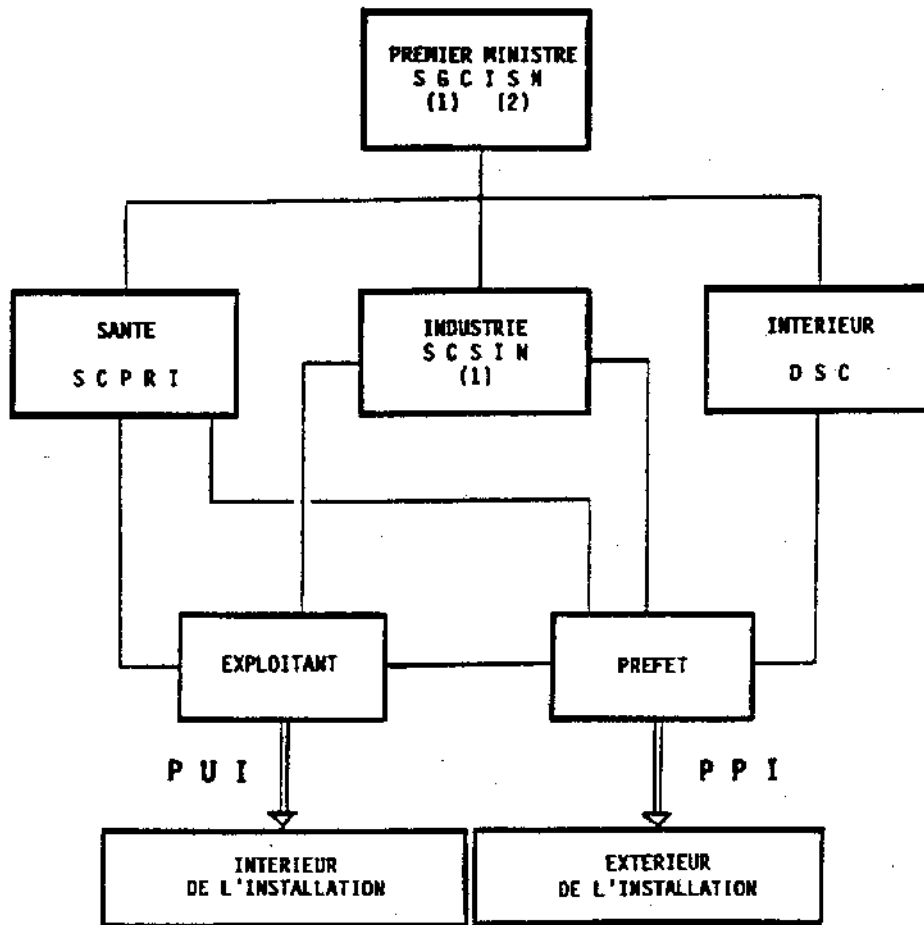 PREMIER MINISTRE
S G C I S N
(1) (2)
SANTE
S C P R I
INDUSTRIE
S C S I N
(1)
INTERIEUR
D S C
EXPLOITANT
PREFET
P U I
P P I
INTERIEUR
DE L'INSTALLATION
EXTERIEUR
DE L'INSTALLATION